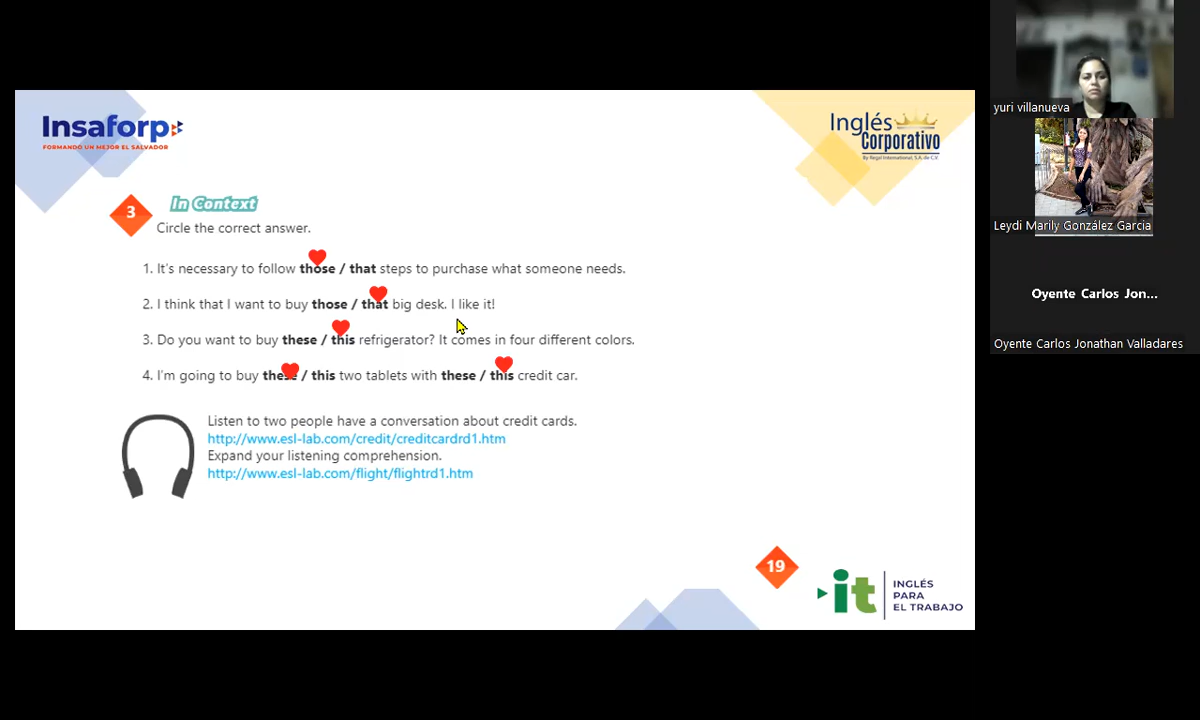 Insaforp
FORMANDO UN MEJOR EL SALVADOR
Inglés
Corporativo
By Regal International, S.A. de C.V.
3
In Context
Circle the correct answer.
1. It's necessary to follow those / that steps to purchase what someone needs.
2. I think that I want to buy those / that big desk. I like it!
3. Do you want to buy these / this refrigerator? It comes in four different colors.
4. I'm going to buy these / this two tablets with these / this credit car.
Listen to two people have a conversation about credit cards.
http://www.esl-lab.com/credit/creditcardrd1.htm
Expand your listening comprehension.
http://www.esl-lab.com/flight/flightrd1.htm
19
it
INGLÉS
PARA
EL TRABAJO
yuri villanueva
Leydi Marily González Garcia
Oyente Carlos Jon...
Oyente Carlos Jonathan Valladares